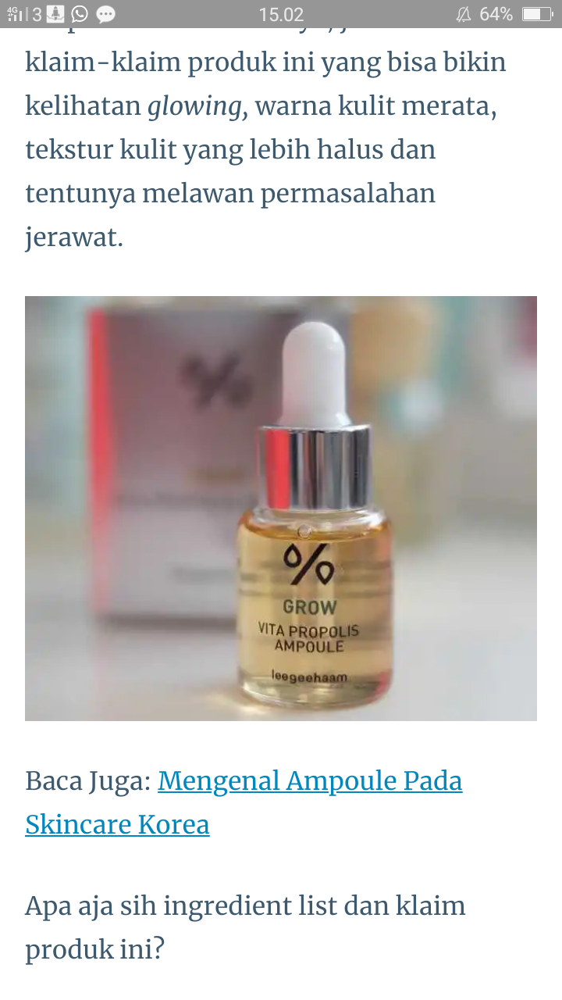 4G 3 15.02 64%
klaim-klaim produk ini yang bisa bikin
kelihatan glowing, warna kulit merata,
tekstur kulit yang lebih halus dan
tentunya melawan permasalahan
jerawat.
%
GROW
VITA PROPOLIS
AMPOULE
leegeehaam
Baca Juga: Mengenal Ampoule Pada
Skincare Korea
Apa aja sih ingredient list dan klaim
produk ini?